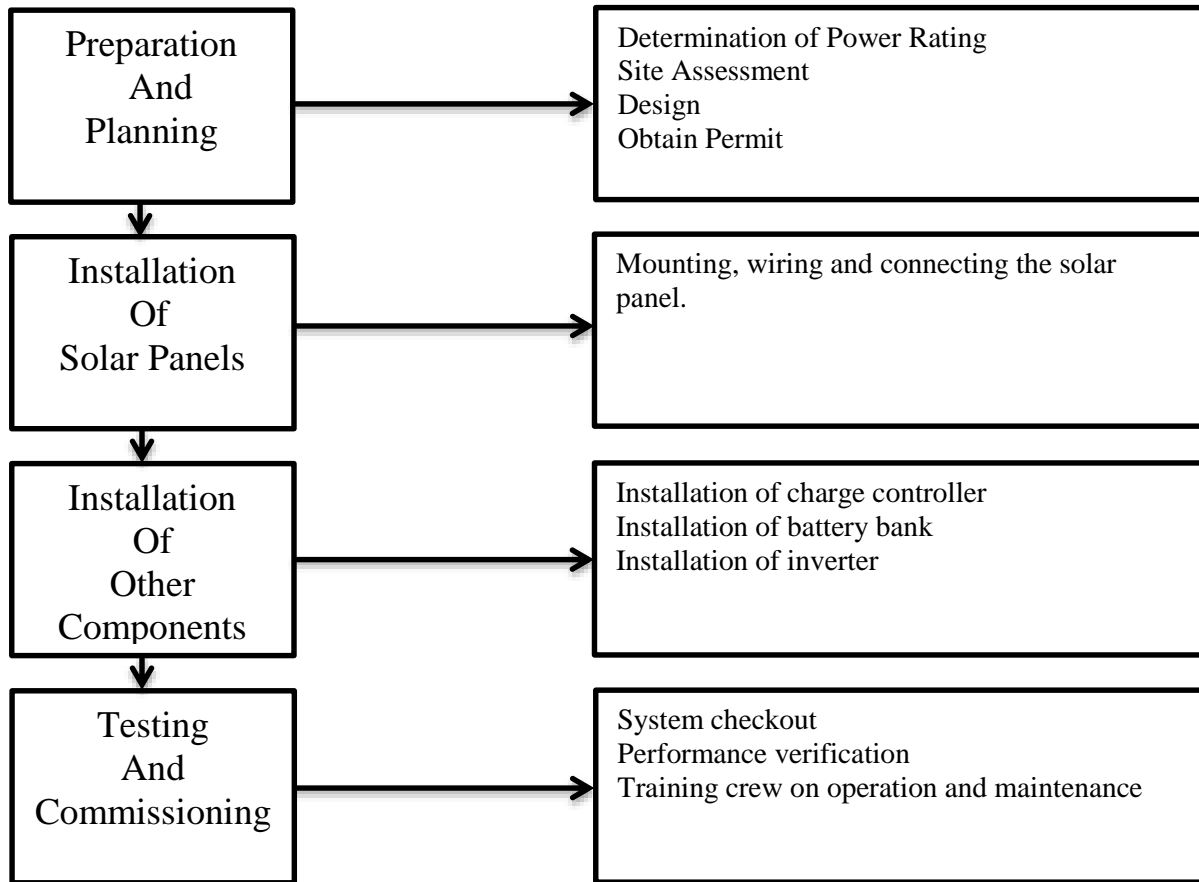 Preparation
And
Planning
Determination of Power Rating
Site Assessment
Design
Obtain Permit
Installation
Of
Solar Panels
Mounting, wiring and connecting the solar
panel.
Installation
Of
Other
Components
Installation of charge controller
Installation of battery bank
Installation of inverter
Testing
And
Commissioning
System checkout
Performance verification
Training crew on operation and maintenance